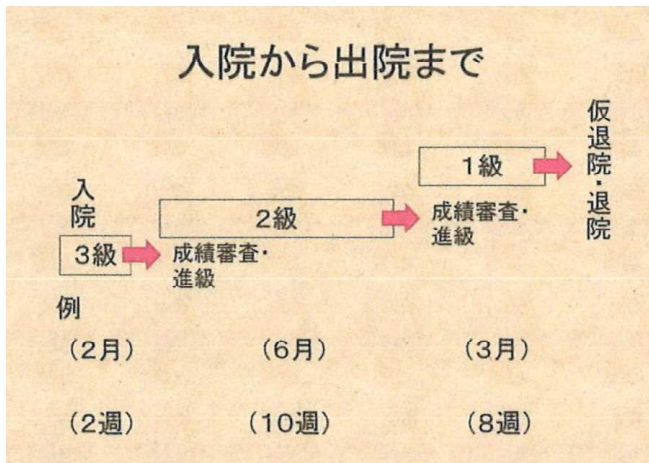 入院から出院まで
入院
3級
成績審査・
進級
2級
成績審査・
進級
1級
仮退院・退院
例
(2月) (6月) (3月)
(2週) (10週) (8週)